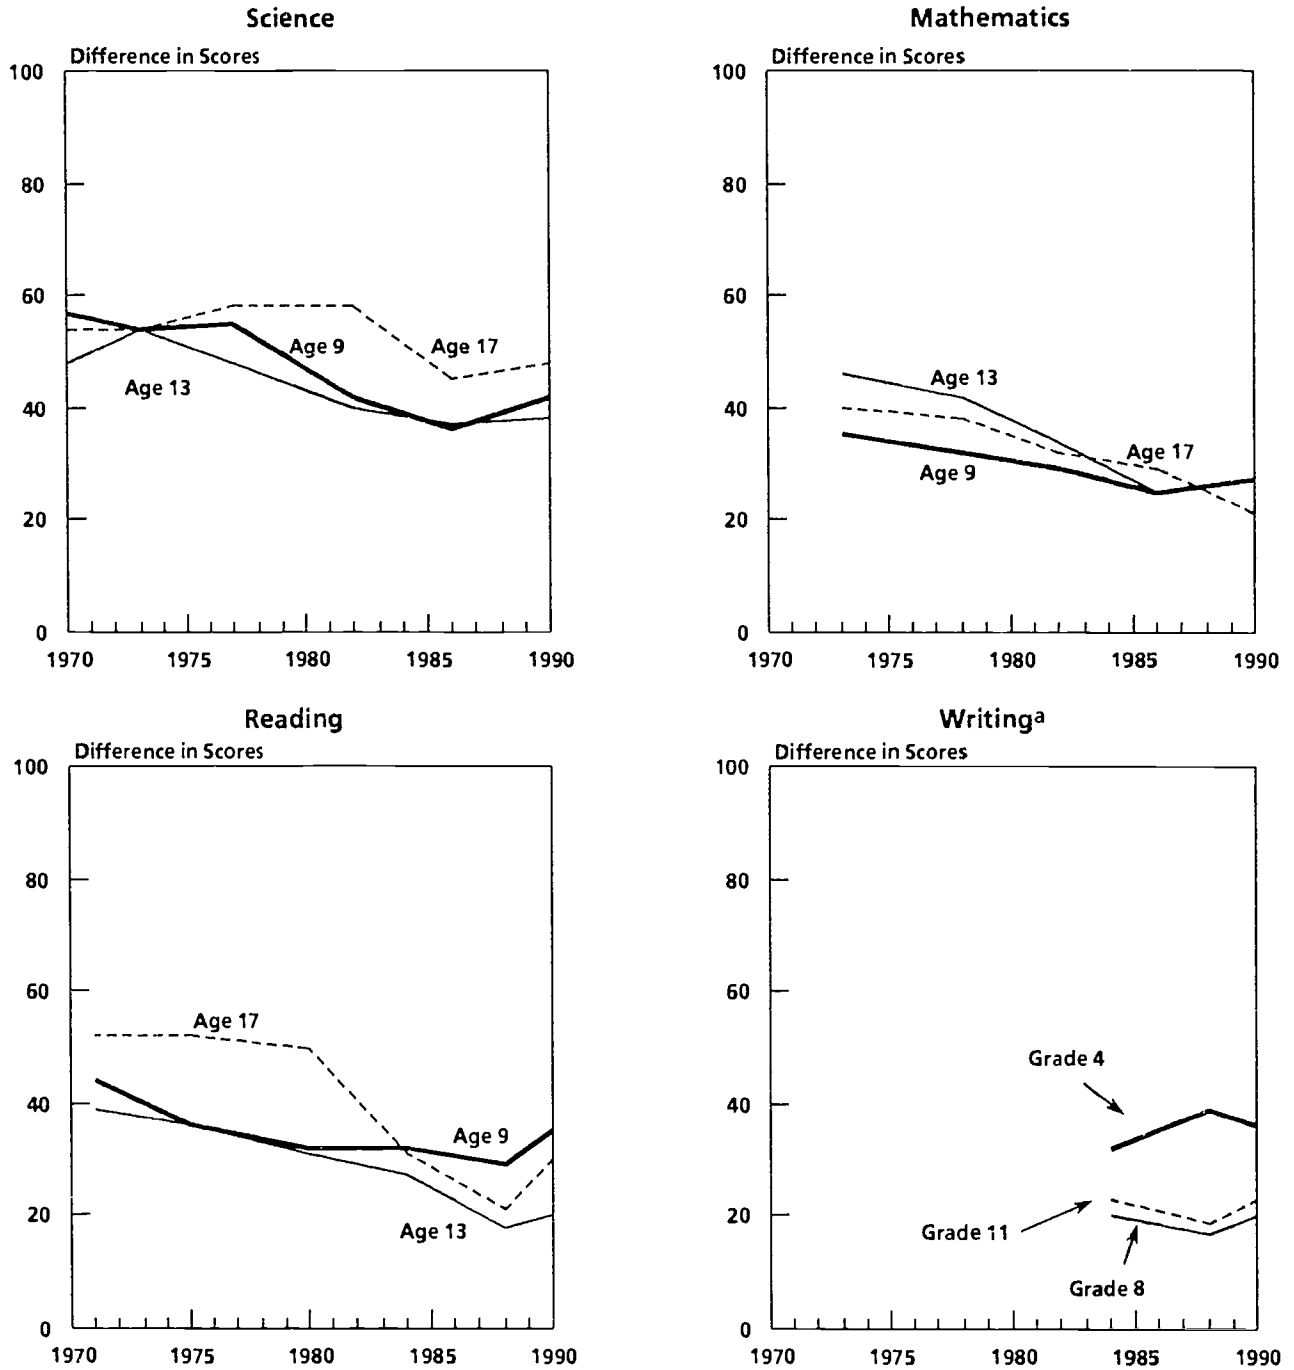 Science
Difference in Scores
100
80
60
40
20
0
Age 9
Age 17
Age 13
1970 1975 1980 1985 1990
Mathematics
Difference in Scores
100
80
60
40
20
0
Age 13
Age 17
Age 9
1970 1975 1980 1985 1990
Reading
Difference in Scores
100
80
60
40
20
0
Age 17
Age 9
Age 13
1970 1975 1980 1985 1990
Writingᵃ
Difference in Scores
100
80
60
40
20
0
Grade 4
Grade 11
Grade 8
1970 1975 1980 1985 1990